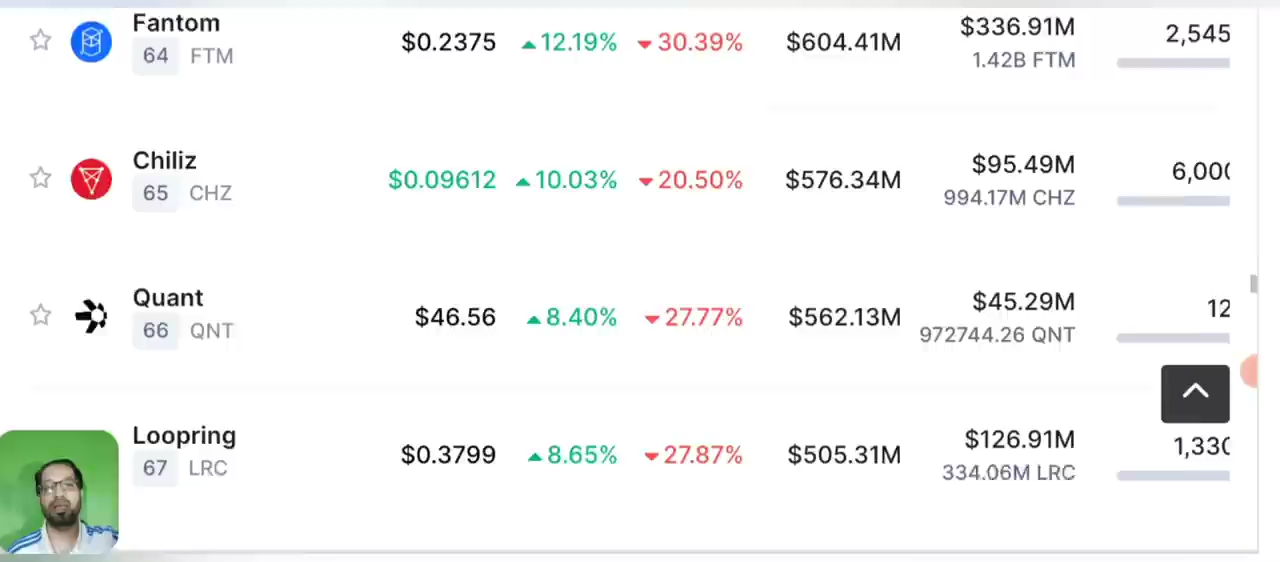 Fantom
64 FTM
$0.2375 12.19% 30.39% $604.41M $336.91M
1.42B FTM
2,545
Chiliz
65 CHZ
$0.09612 10.03% 20.50% $576.34M $95.49M
994.17M CHZ
6,000
Quant
66 QNT
$46.56 8.40% 27.77% $562.13M $45.29M
972744.26 QNT
12
Loopring
67 LRC
$0.3799 8.65% 27.87% $505.31M $126.91M
334.06M LRC
1,330